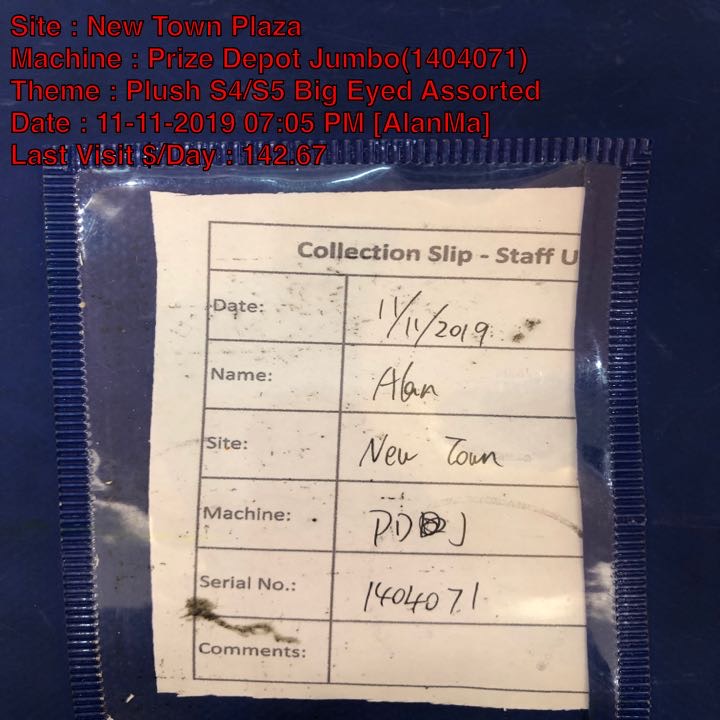 Site : New Town Plaza
Machine : Prize Depot Jumbo(1404071)
Theme : Plush S4/S5 Big Eyed Assorted
Date : 11-11-2019 07:05 PM [AlanMa]
Last Visit $/Day : 142.67
Collection Slip - Staff U
Date: 11/11/2019
Name: Alan
Site: New Town
Machine: PD J
Serial No.: 1404071
Comments: